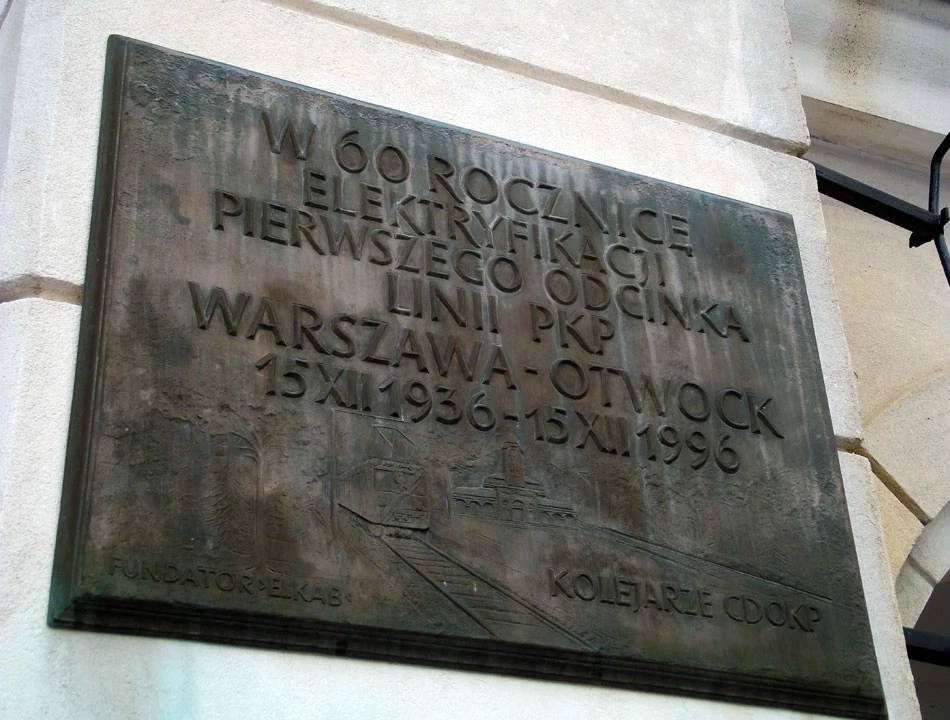 W 60 ROCZNICĘ
ELEKTRYFIKACJI
PIERWSZEGO ODCINKA
LINII PKP
WARSZAWA-OTWOCK
15 XII 1936-15 XII 1996
FUNDATOR›ELKAB‹
KOLEJARZE CDOKP